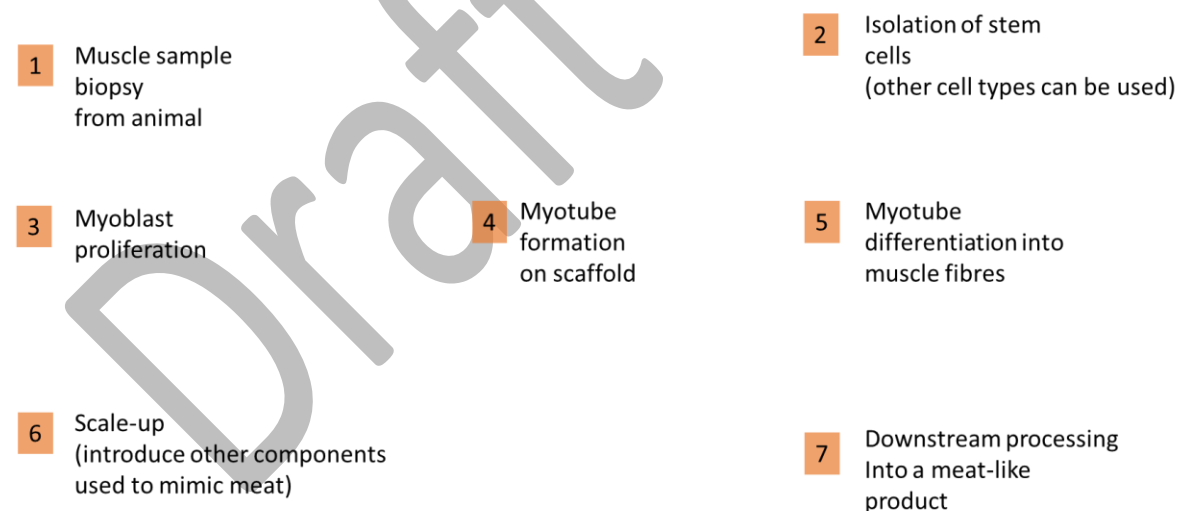 1
Muscle sample
biopsy
from animal
2
Isolation of stem
cells
(other cell types can be used)
3
Myoblast
proliferation
4
Myotube
formation
on scaffold
5
Myotube
differentiation into
muscle fibres
6
Scale-up
(introduce other components
used to mimic meat)
7
Downstream processing
Into a meat-like
product
Draft